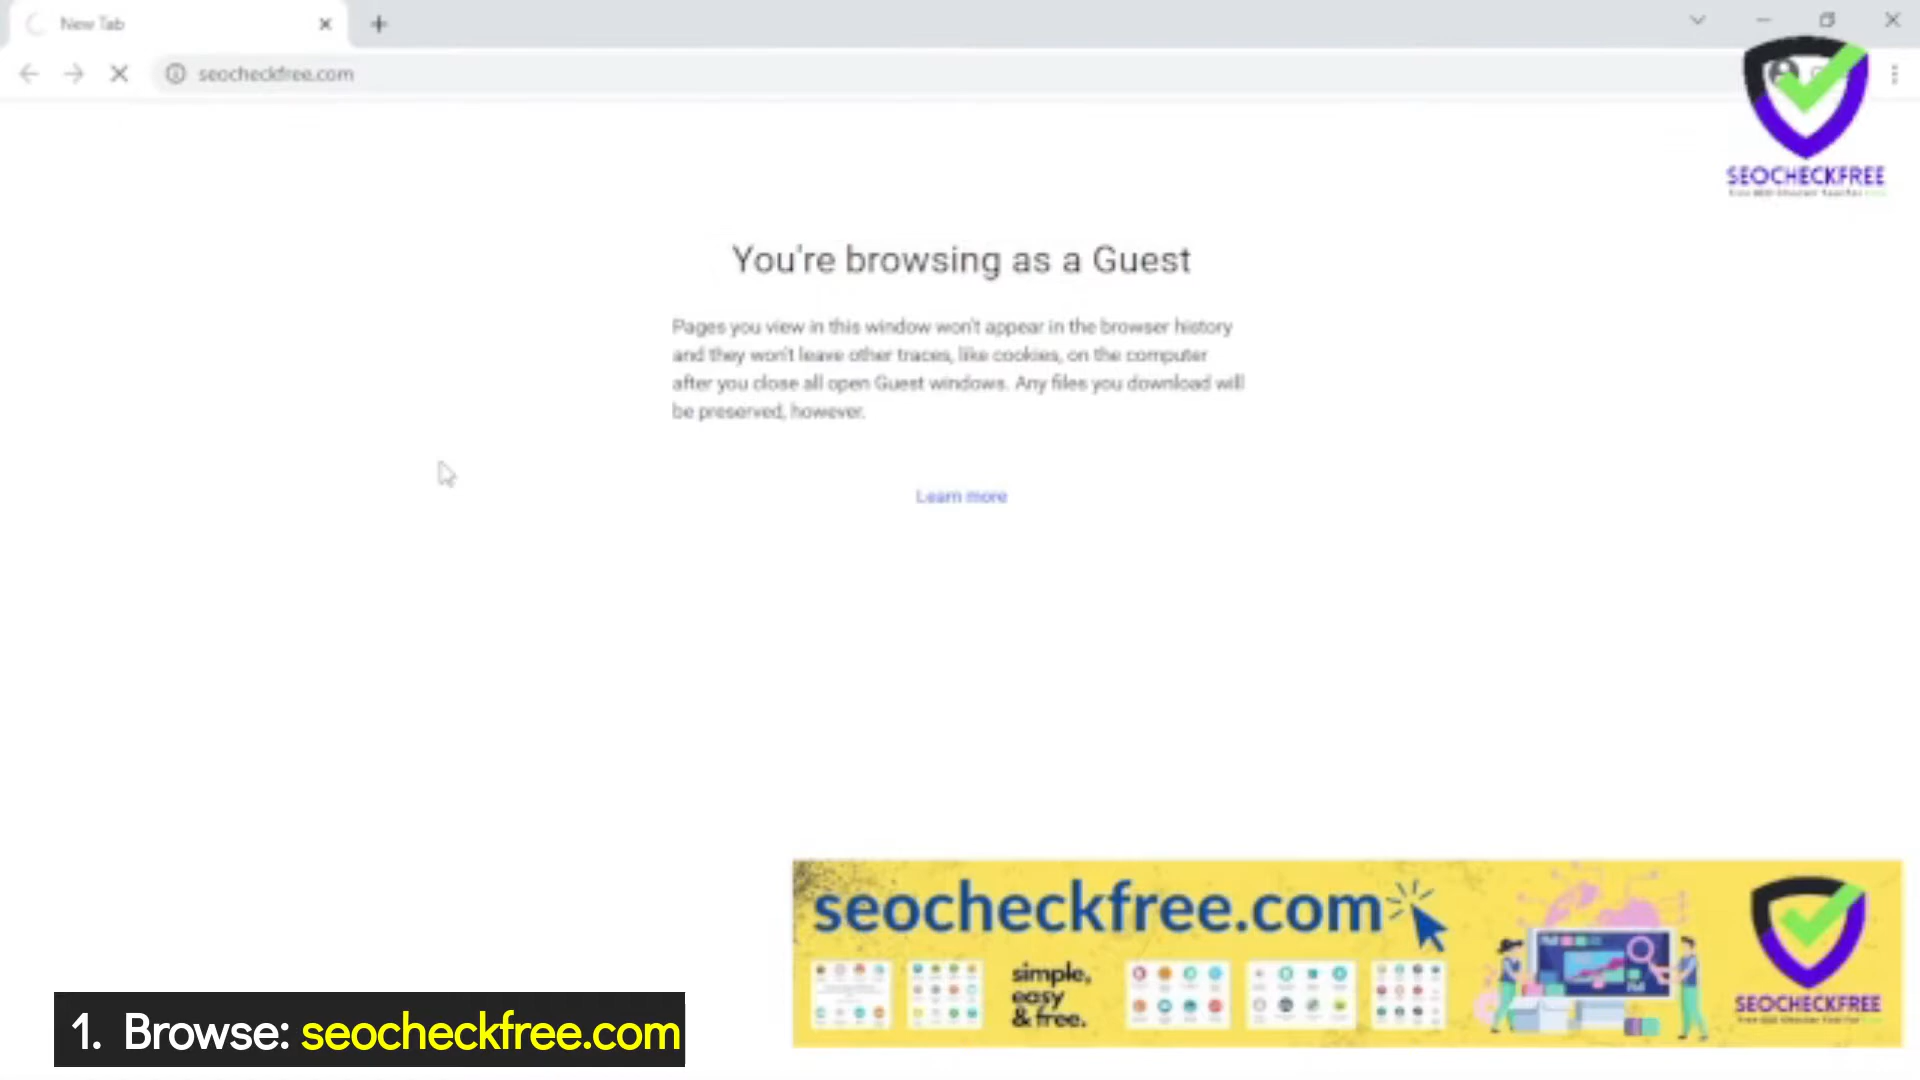 New Tab
seocheckfree.com
SEOCHECKFREE
You're browsing as a Guest
Pages you view in this window won't appear in the browser history
and they won't leave other traces, like cookies, on the computer
after you close all open Guest windows. Any files you download will
be preserved, however.
Learn more
seocheckfree.com
simple,
easy
& free.
SEOCHECKFREE
1. Browse: seocheckfree.com